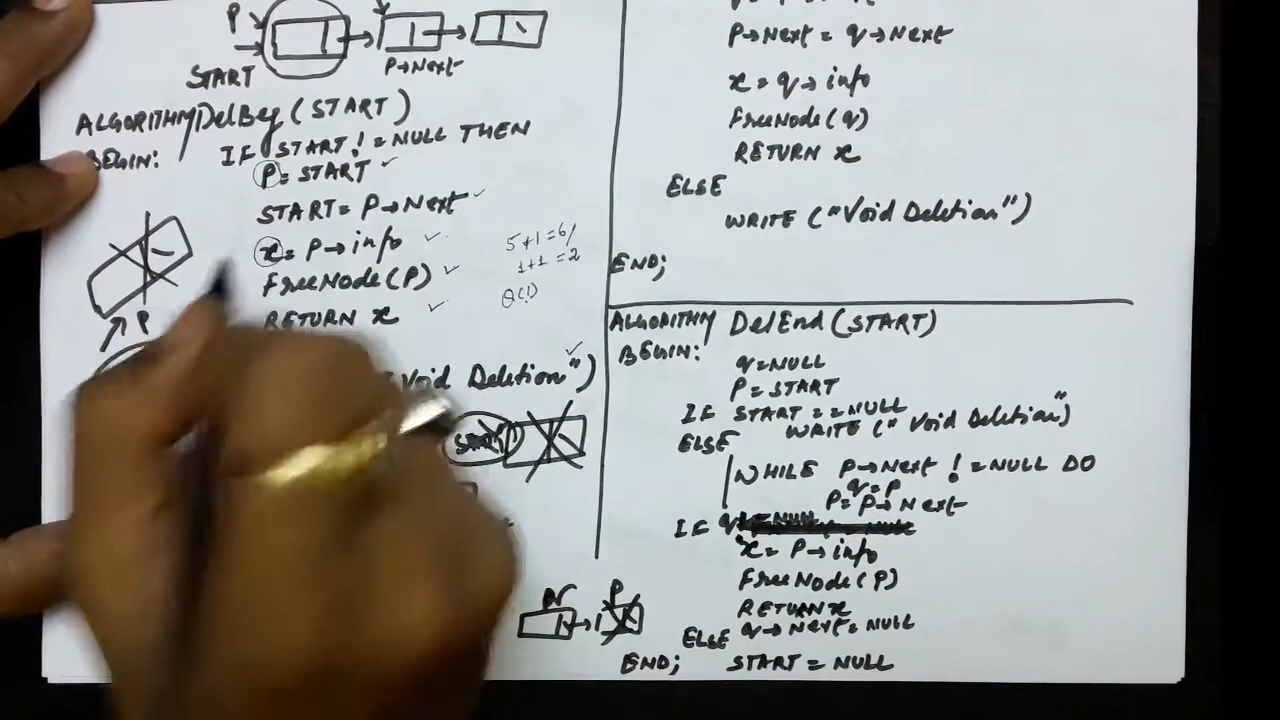 P
START
P→Next
ALGORITHM DelBeg (START)
BEGIN: IF START != NULL THEN
P = START
START = P→Next
x = P→info
FreeNode(P)
RETURN x
Void Deletion")
5+1=6/
1+1=2
P
START
P→Next = q→Next
x = q→info
FreeNode(q)
RETURN x
ELSE
WRITE ("Void Deletion")
END;
ALGORITHM DelEnd (START)
BEGIN:
q=NULL
P=START
IF START == NULL
WRITE ("Void Deletion")
ELSE
WHILE P→Next != NULL DO
q=P
P=P→Next
IF q
x = P→info
FreeNode(P)
RETURN x
q→Next=NULL
ELSE
END; START = NULL
P